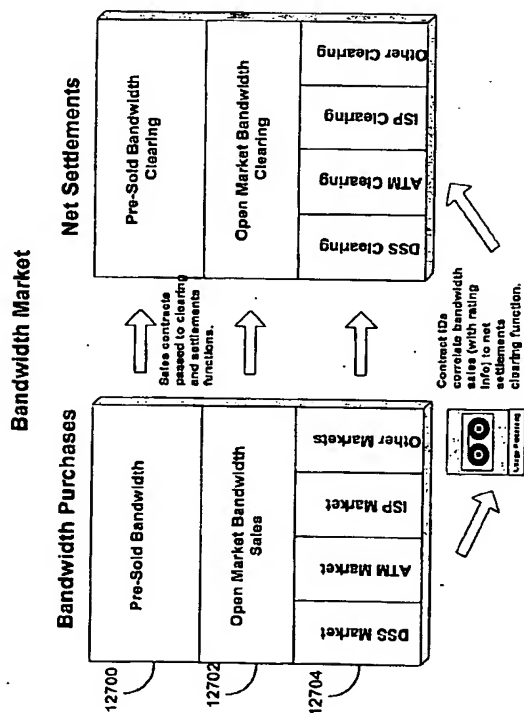 Bandwidth Market
Bandwidth Purchases
Net Settlements
12700
Pre-Sold Bandwidth
12702
Open Market Bandwidth
Sales
12704
DSS Market
ATM Market
ISP Market
Other Markets
Sales contracts
passed to clearing
and settlements
functions.
Pre-Sold Bandwidth
Clearing
Open Market Bandwidth
Clearing
DSS Clearing
ATM Clearing
ISP Clearing
Other Clearing
Contract IDs
correlate bandwidth
sales (with rating
info) to net
settlements
clearing function.